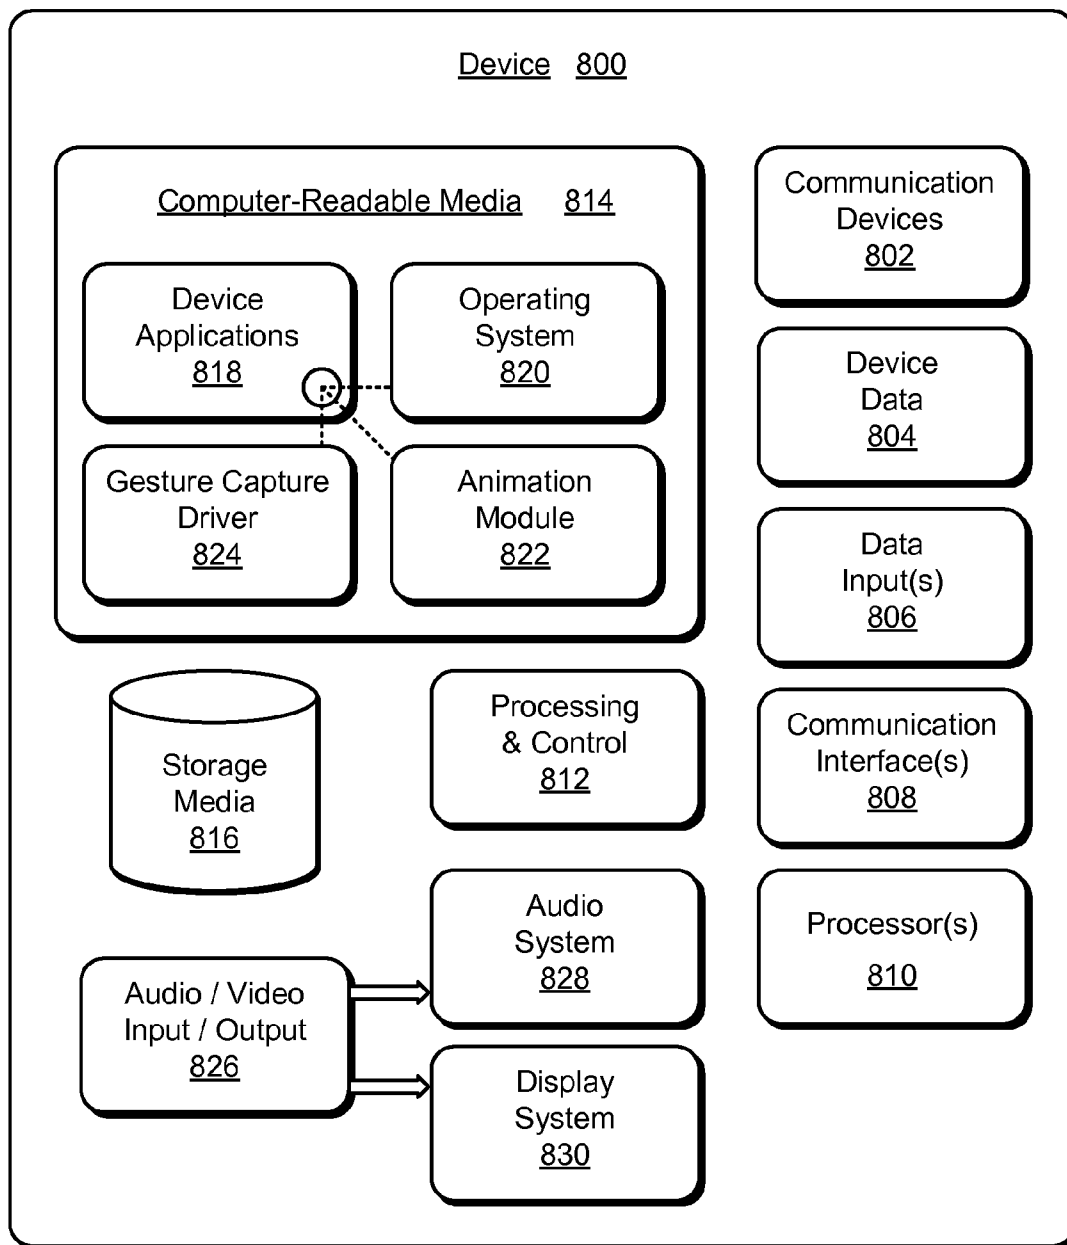 Device 800
Computer-Readable Media 814
Device
Applications
818
Operating
System
820
Gesture Capture
Driver
824
Animation
Module
822
Communication
Devices
802
Device
Data
804
Data
Input(s)
806
Communication
Interface(s)
808
Processor(s)
810
Storage
Media
816
Processing
& Control
812
Audio / Video
Input / Output
826
Audio
System
828
Display
System
830